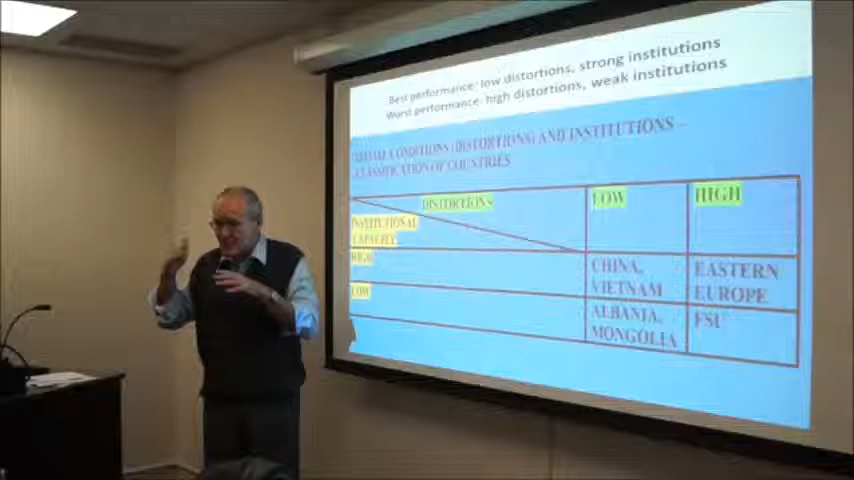 Best performance: low distortions, strong institutions
Worst performance: high distortions, weak institutions
INITIAL CONDITIONS (DISTORTIONS) AND INSTITUTIONS –
CLASSIFICATION OF COUNTRIES
DISTORTIONS
LOW
HIGH
INSTITUTIONAL
CAPACITY
HIGH
CHINA,
VIETNAM
EASTERN
EUROPE
LOW
ALBANIA,
MONGOLIA
FSU